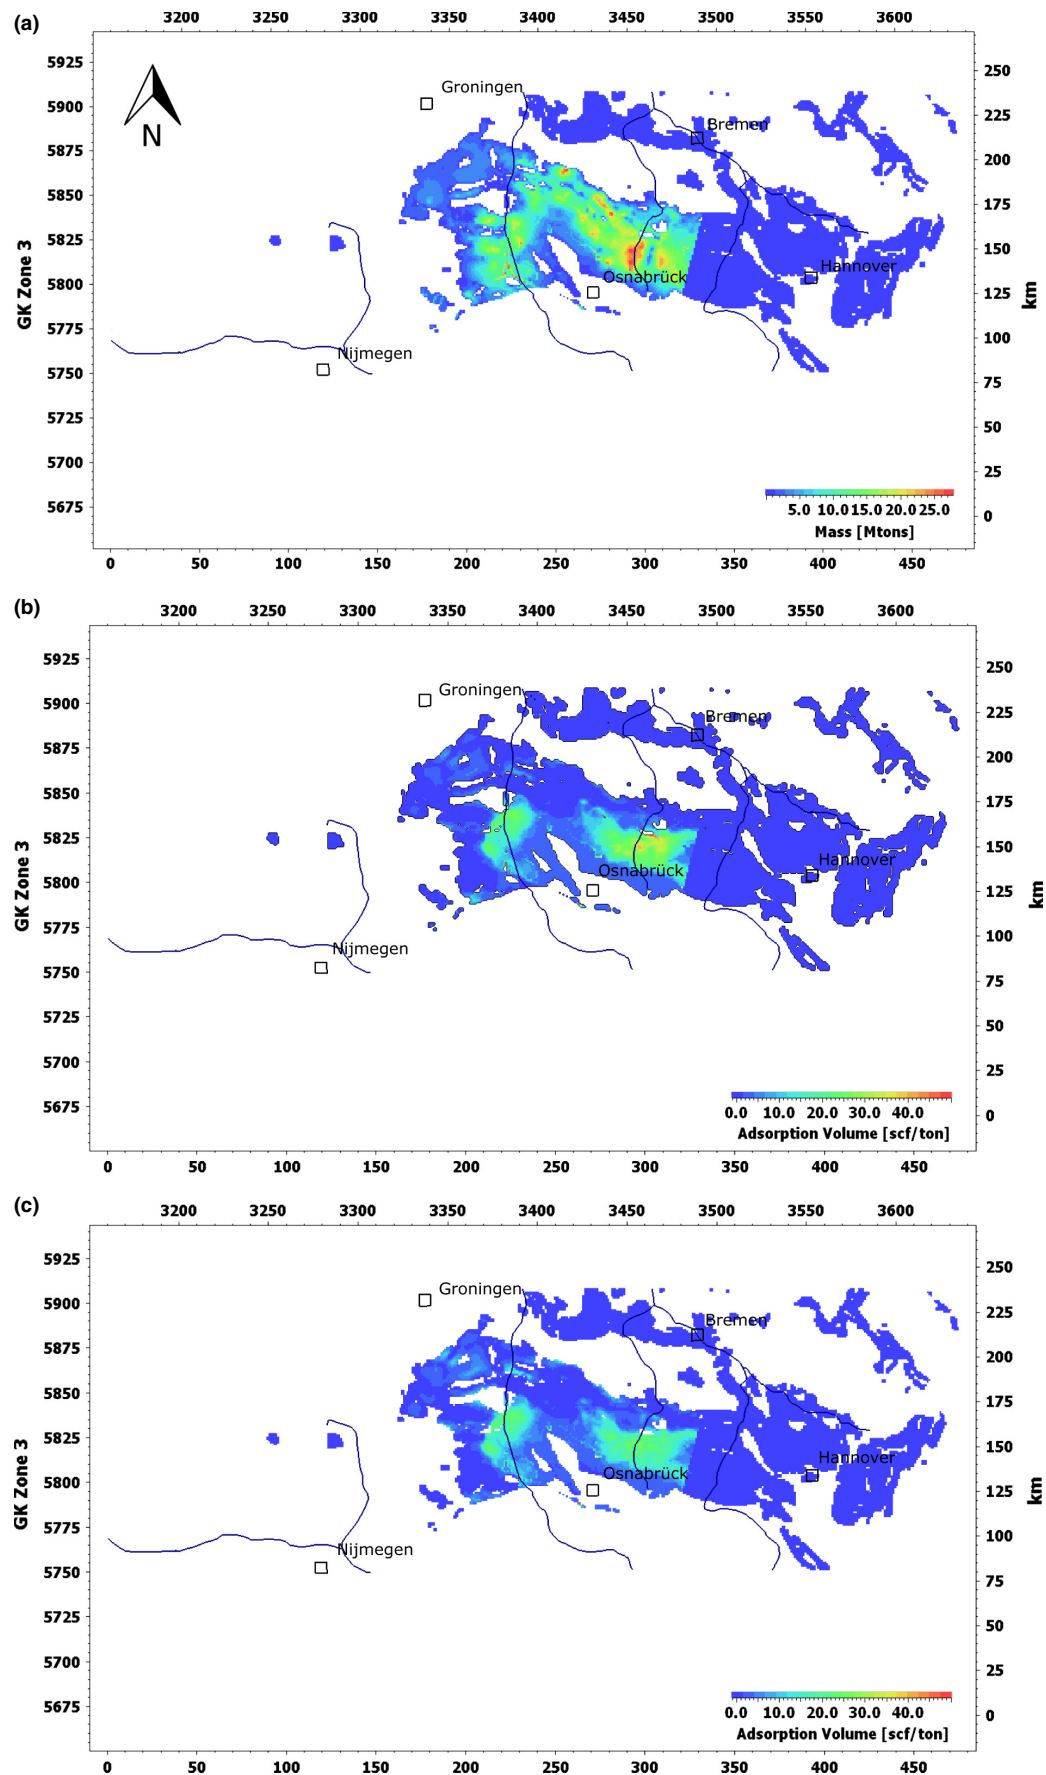 (a)
3200 3250 3300 3350 3400 3450 3500 3550 3600
5925
5900
5875
5850
5825
5800
5775
5750
5725
5700
5675
GK Zone 3
N
Groningen
Bremen
Hannover
Osnabrück
Nijmegen
250
225
200
175
150
125
100
75
50
25
0
km
5.0 10.0 15.0 20.0 25.0
Mass [Mtons]
0 50 100 150 200 250 300 350 400 450
(b)
3200 3250 3300 3350 3400 3450 3500 3550 3600
5925
5900
5875
5850
5825
5800
5775
5750
5725
5700
5675
GK Zone 3
Groningen
Bremen
Hannover
Osnabrück
Nijmegen
250
225
200
175
150
125
100
75
50
25
0
km
0.0 10.0 20.0 30.0 40.0
Adsorption Volume [scf/ton]
0 50 100 150 200 250 300 350 400 450
(c)
3200 3250 3300 3350 3400 3450 3500 3550 3600
5925
5900
5875
5850
5825
5800
5775
5750
5725
5700
5675
GK Zone 3
Groningen
Bremen
Hannover
Osnabrück
Nijmegen
250
225
200
175
150
125
100
75
50
25
0
km
0.0 10.0 20.0 30.0 40.0
Adsorption Volume [scf/ton]
0 50 100 150 200 250 300 350 400 450